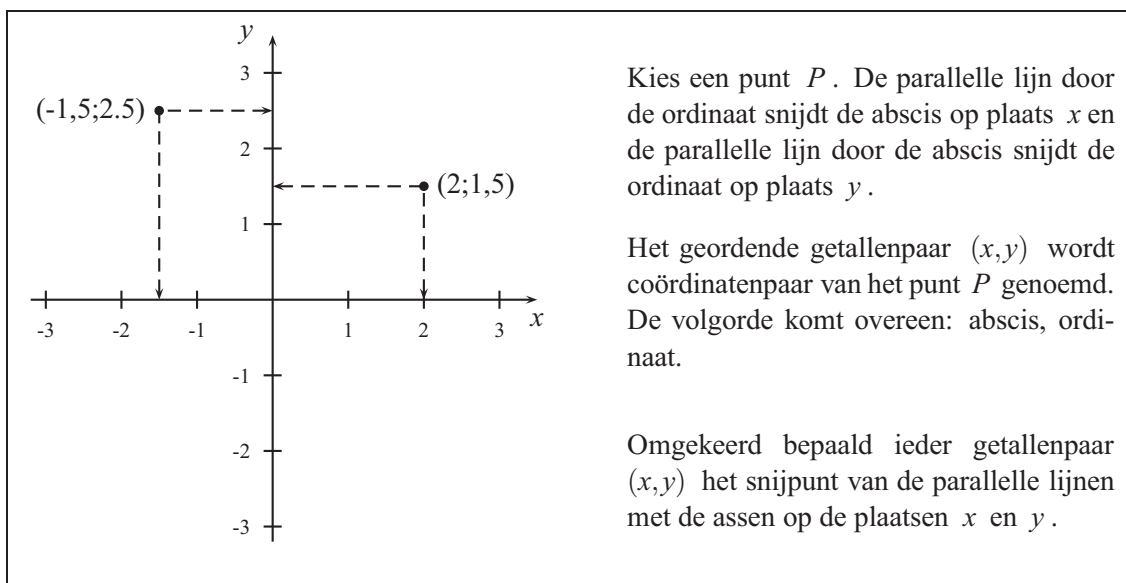 y
3
(-1,5;2.5)
2
(2;1,5)
1
-3 -2 -1 1 2 3 x
-1
-2
-3
Kies een punt P . De parallelle lijn door
de ordinaat snijdt de abscis op plaats x en
de parallelle lijn door de abscis snijdt de
ordinaat op plaats y .
Het geordende getallenpaar (x,y) wordt
coördinatenpaar van het punt P genoemd.
De volgorde komt overeen: abscis, ordi-
naat.
Omgekeerd bepaald ieder getallenpaar
(x,y) het snijpunt van de parallelle lijnen
met de assen op de plaatsen x en y .